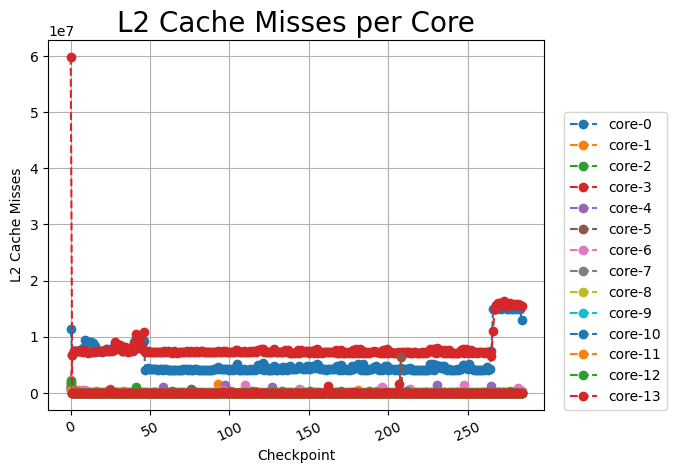 L2 Cache Misses per Core
1e7
6
5
4
3
2
1
0
L2 Cache Misses
0
50
100
150
200
250
Checkpoint
core-0
core-1
core-2
core-3
core-4
core-5
core-6
core-7
core-8
core-9
core-10
core-11
core-12
core-13